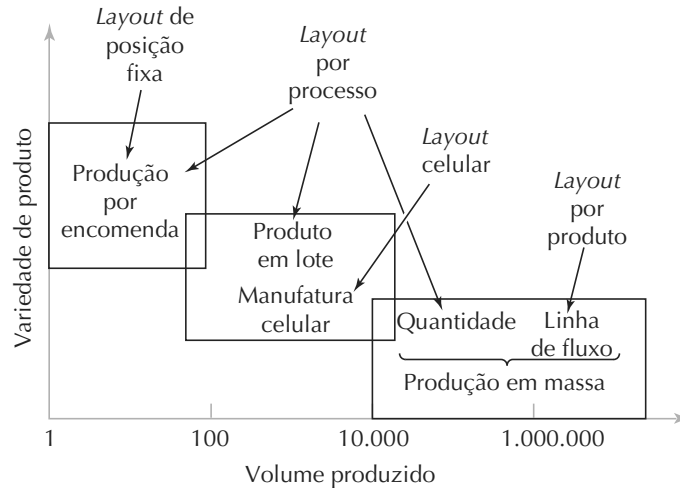 Layout de
posição
fixa
Layout
por
processo
Layout
celular
Layout
por
produto
Produção
por
encomenda
Produto
em lote
Manufatura
celular
Quantidade
Linha
de fluxo
Produção em massa
Variedade de produto
1
100
10.000
1.000.000
Volume produzido